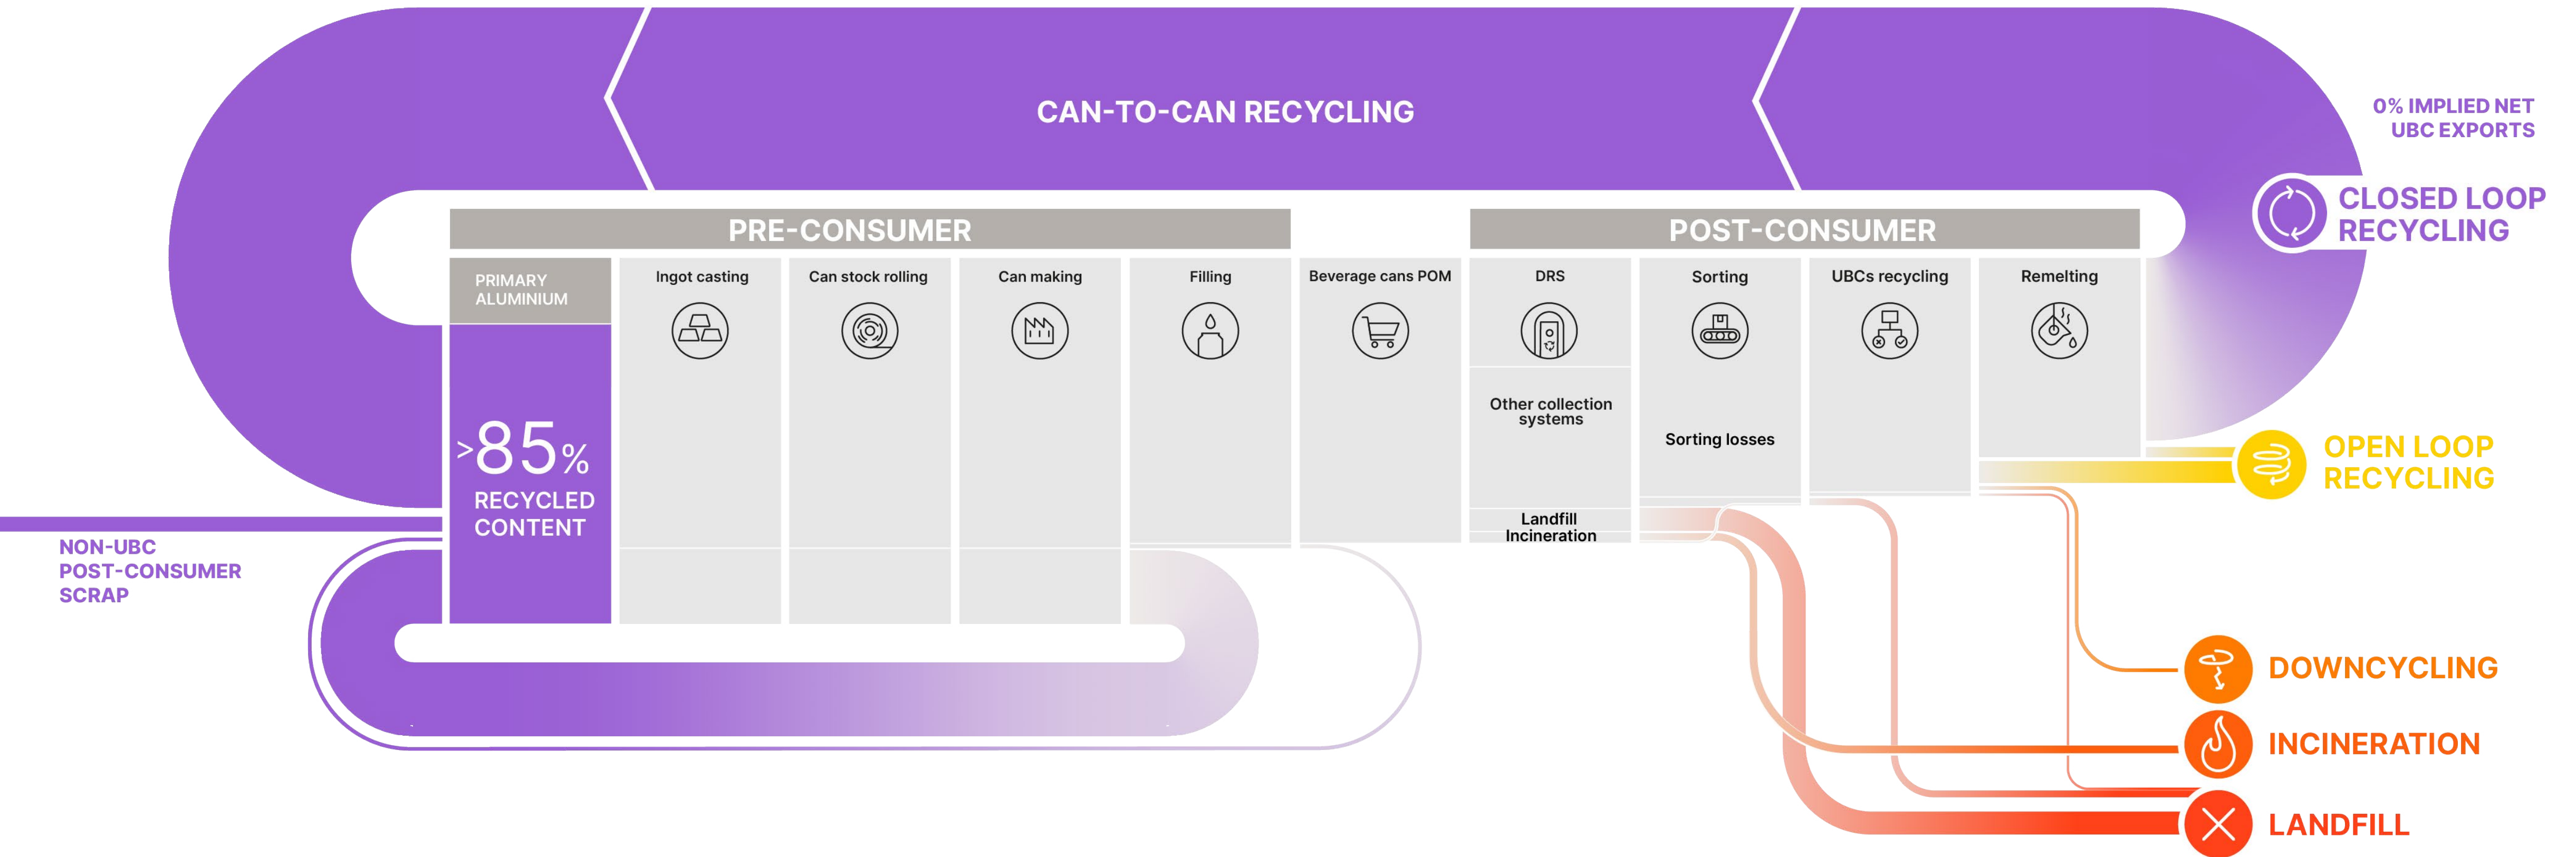 CAN-TO-CAN RECYCLING
0% IMPLIED NET
UBC EXPORTS
CLOSED LOOP
RECYCLING
PRE-CONSUMER
POST-CONSUMER
PRIMARY
ALUMINIUM
Ingot casting
Can stock rolling
Can making
Filling
Beverage cans POM
DRS
Sorting
UBCs recycling
Remelting
Other collection
systems
Sorting losses
>85%
RECYCLED
CONTENT
OPEN LOOP
RECYCLING
Landfill
Incineration
NON-UBC
POST-CONSUMER
SCRAP
DOWNCYCLING
INCINERATION
LANDFILL